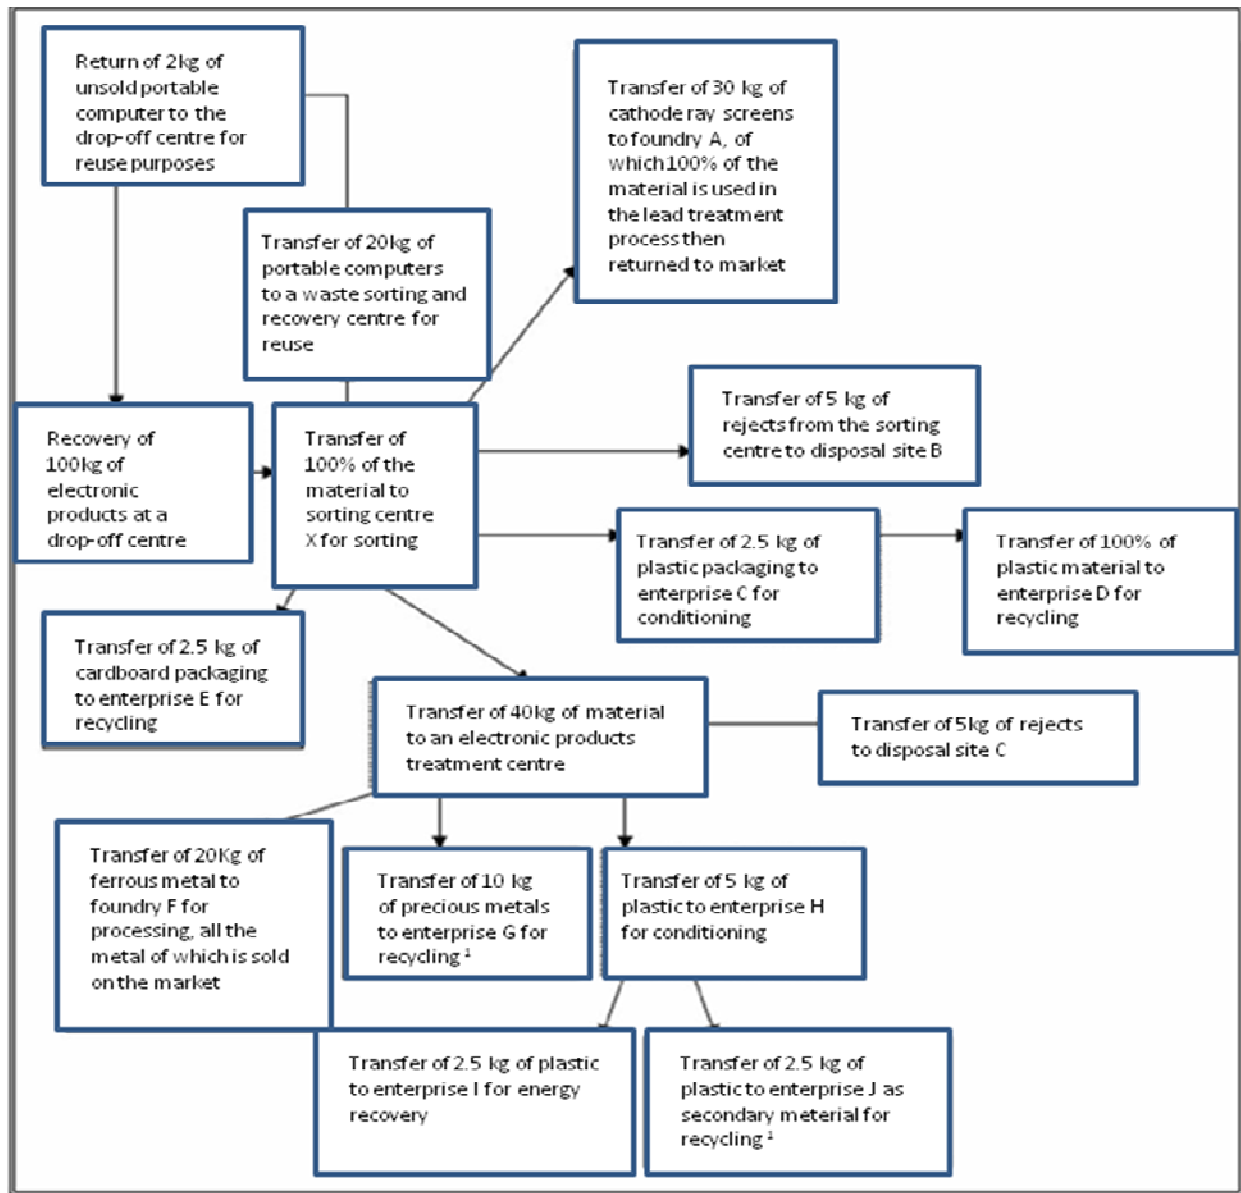 Return of 2kg of
unsold portable
computer to the
drop-off centre for
reuse purposes
Transfer of 30 kg of
cathode ray screens
to foundry A, of
which 100% of the
material is used in
the lead treatment
process then
returned to market
Transfer of 20kg of
portable computers
to a waste sorting and
recovery centre for
reuse
Transfer of 5 kg of
rejects from the sorting
centre to disposal site B
Recovery of
100kg of
electronic
products at a
drop-off centre
Transfer of
100% of the
material to
sorting centre
X for sorting
Transfer of 2.5 kg of
plastic packaging to
enterprise C for
conditioning
Transfer of 100% of
plastic material to
enterprise D for
recycling
Transfer of 2.5 kg of
cardboard packaging
to enterprise E for
recycling
Transfer of 40kg of material
to an electronic products
treatment centre
Transfer of 5kg of rejects
to disposal site C
Transfer of 20Kg of
ferrous metal to
foundry F for
processing, all the
metal of which is sold
on the market
Transfer of 10 kg
of precious metals
to enterprise G for
recycling ¹
Transfer of 5 kg of
plastic to enterprise H
for conditioning
Transfer of 2.5 kg of plastic
to enterprise I for energy
recovery
Transfer of 2.5 kg of
plastic to enterprise J as
secondary meterial for
recycling ¹